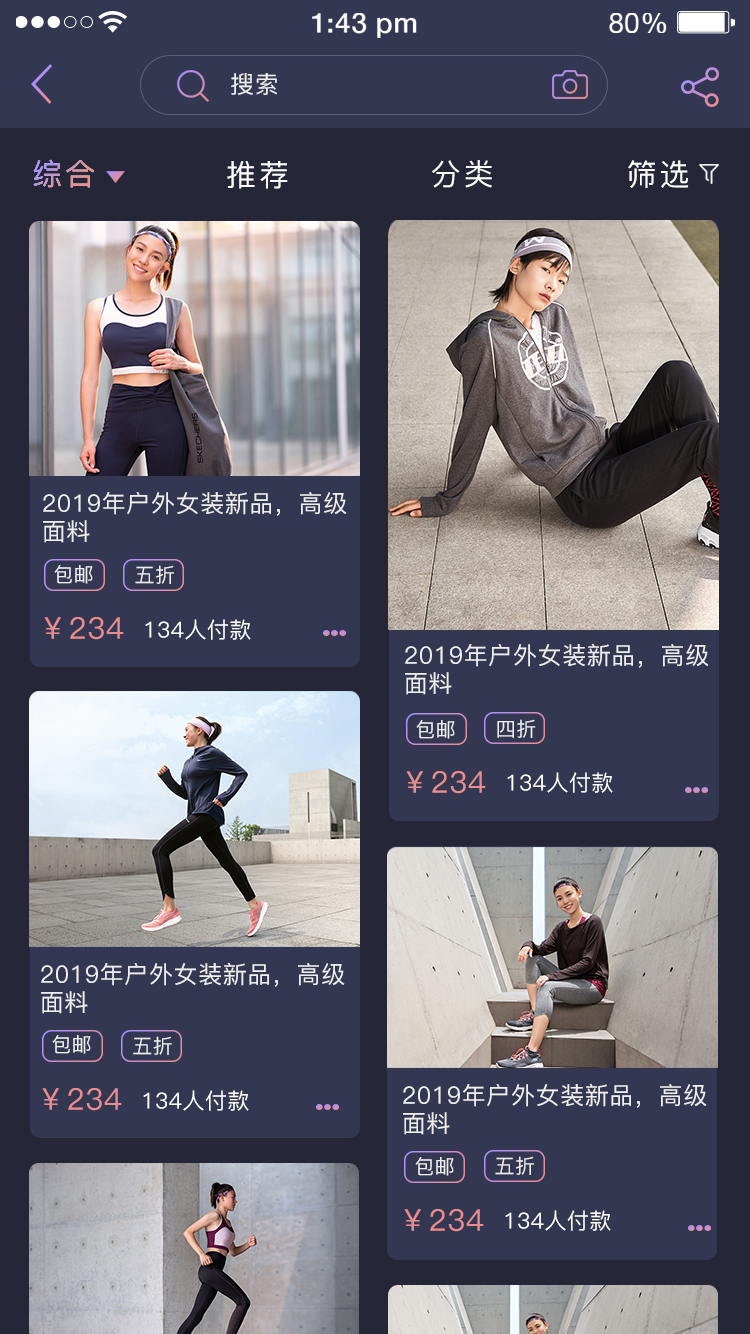 1:43 pm 80%
搜索
综合 推荐 分类 筛选
SKECHERS
2019年户外女装新品，高级
面料
包邮 五折
¥ 234 134人付款
2019年户外女装新品，高级
面料
包邮 四折
¥ 234 134人付款
2019年户外女装新品，高级
面料
包邮 五折
¥ 234 134人付款
2019年户外女装新品，高级
面料
包邮 五折
¥ 234 134人付款